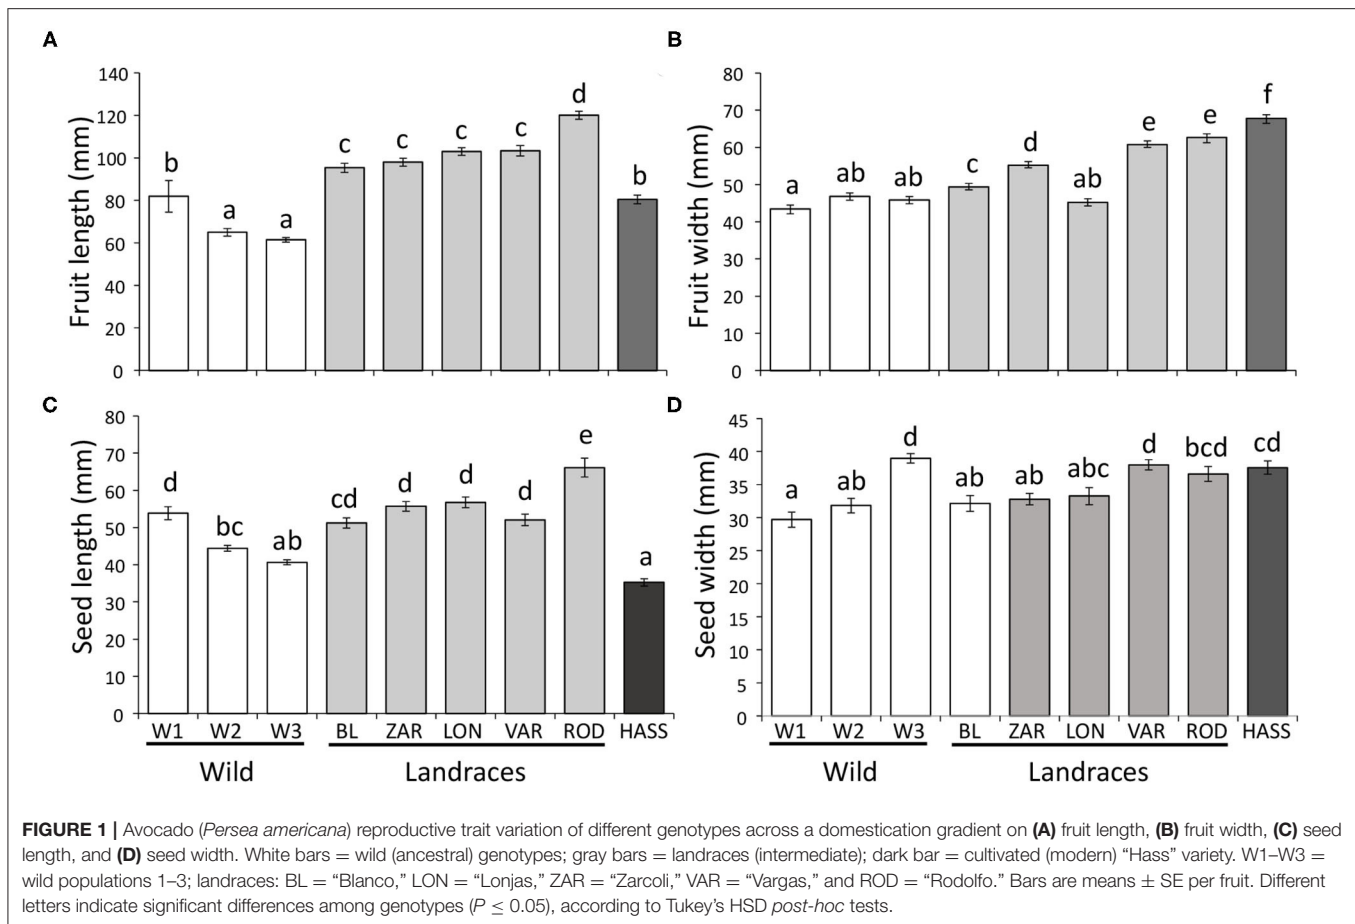 A
140
120
100
80
60
40
20
0
Fruit length (mm)
b
a
a
c
c
c
c
d
b
B
80
70
60
50
40
30
20
10
0
Fruit width (mm)
a
ab
ab
c
d
ab
e
e
f
C
80
70
60
50
40
30
20
10
0
Seed length (mm)
d
bc
ab
cd
d
d
d
e
a
W1 W2 W3 BL ZAR LON VAR ROD HASS
Wild Landraces
D
45
40
35
30
25
20
15
10
5
0
Seed width (mm)
a
ab
d
ab
ab
abc
d
bcd
cd
W1 W2 W3 BL ZAR LON VAR ROD HASS
Wild Landraces
FIGURE 1 | Avocado (Persea americana) reproductive trait variation of different genotypes across a domestication gradient on (A) fruit length, (B) fruit width, (C) seed
length, and (D) seed width. White bars = wild (ancestral) genotypes; gray bars = landraces (intermediate); dark bar = cultivated (modern) “Hass” variety. W1–W3 =
wild populations 1–3; landraces: BL = “Blanco,” LON = “Lonjas,” ZAR = “Zarcoli,” VAR = “Vargas,” and ROD = “Rodolfo.” Bars are means ± SE per fruit. Different
letters indicate significant differences among genotypes (P ≤ 0.05), according to Tukey’s HSD post-hoc tests.